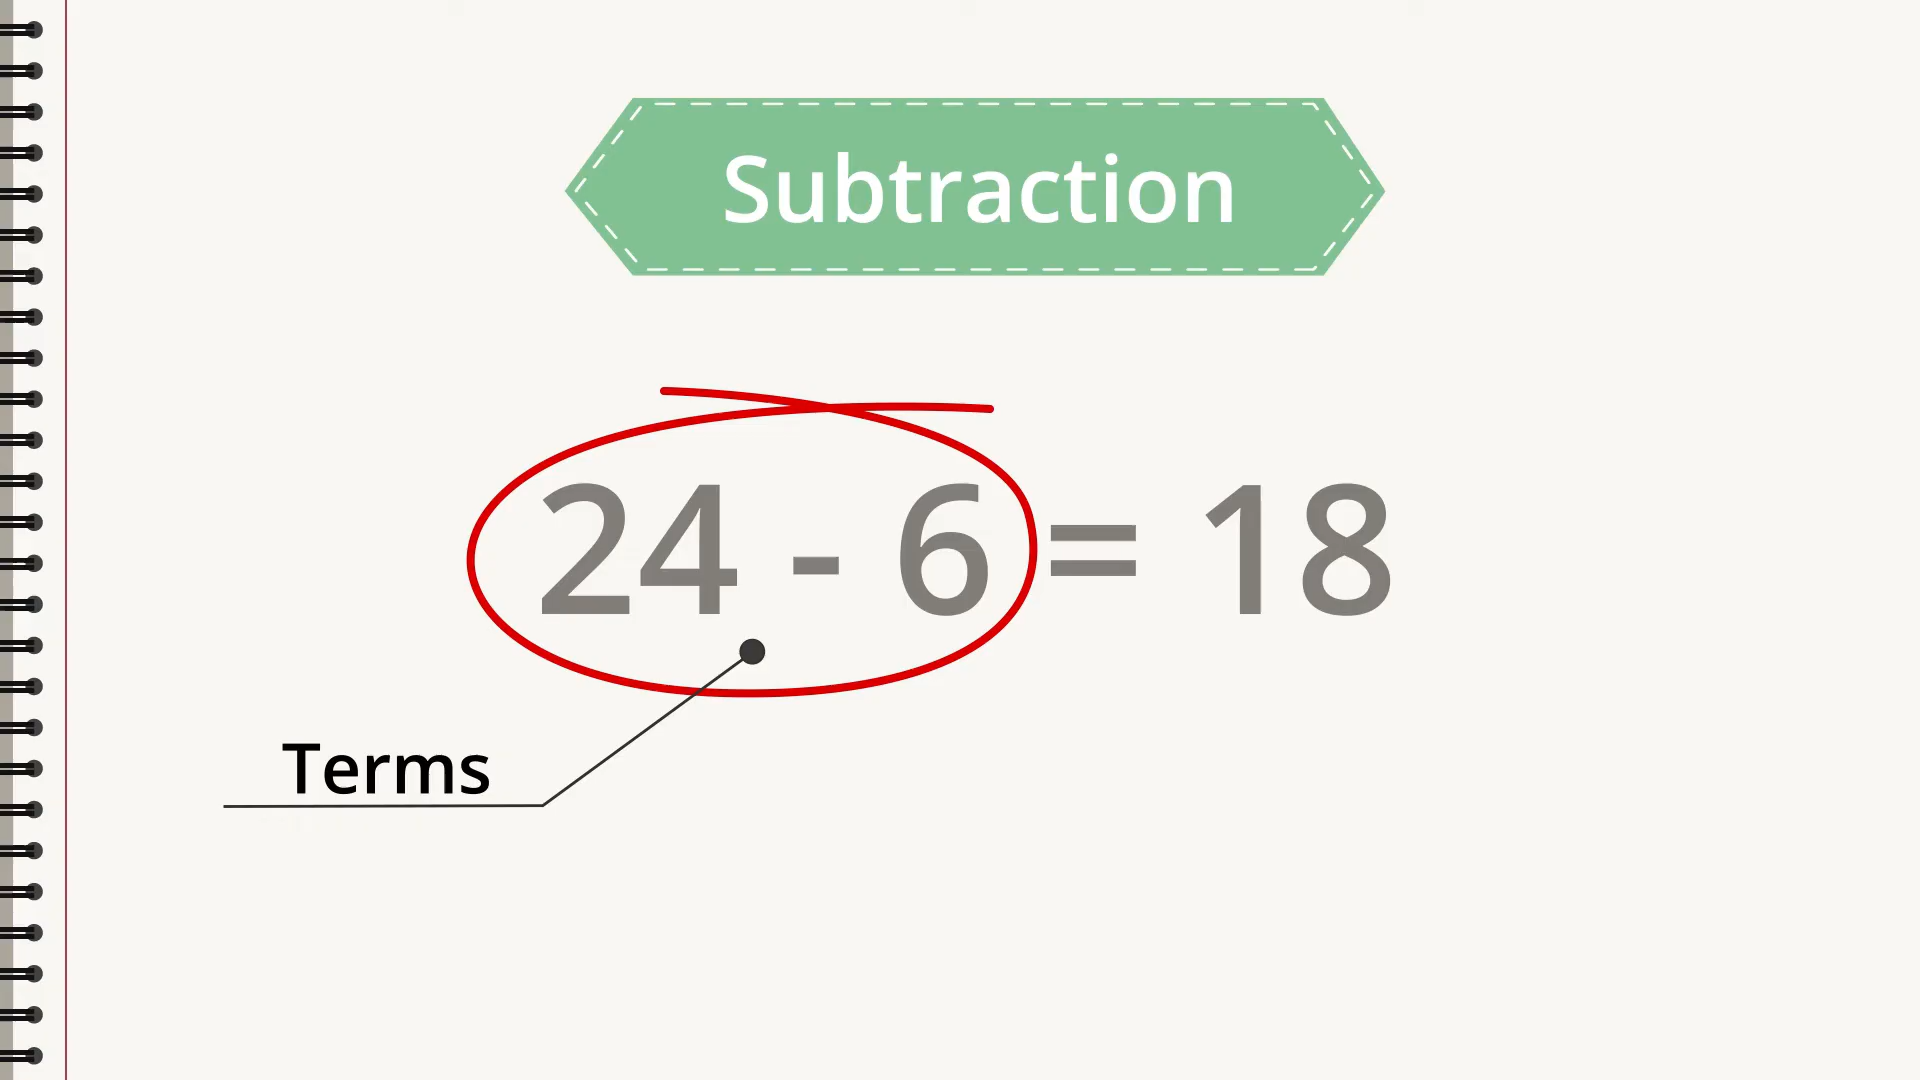 Subtraction
24 - 6 = 18
Terms